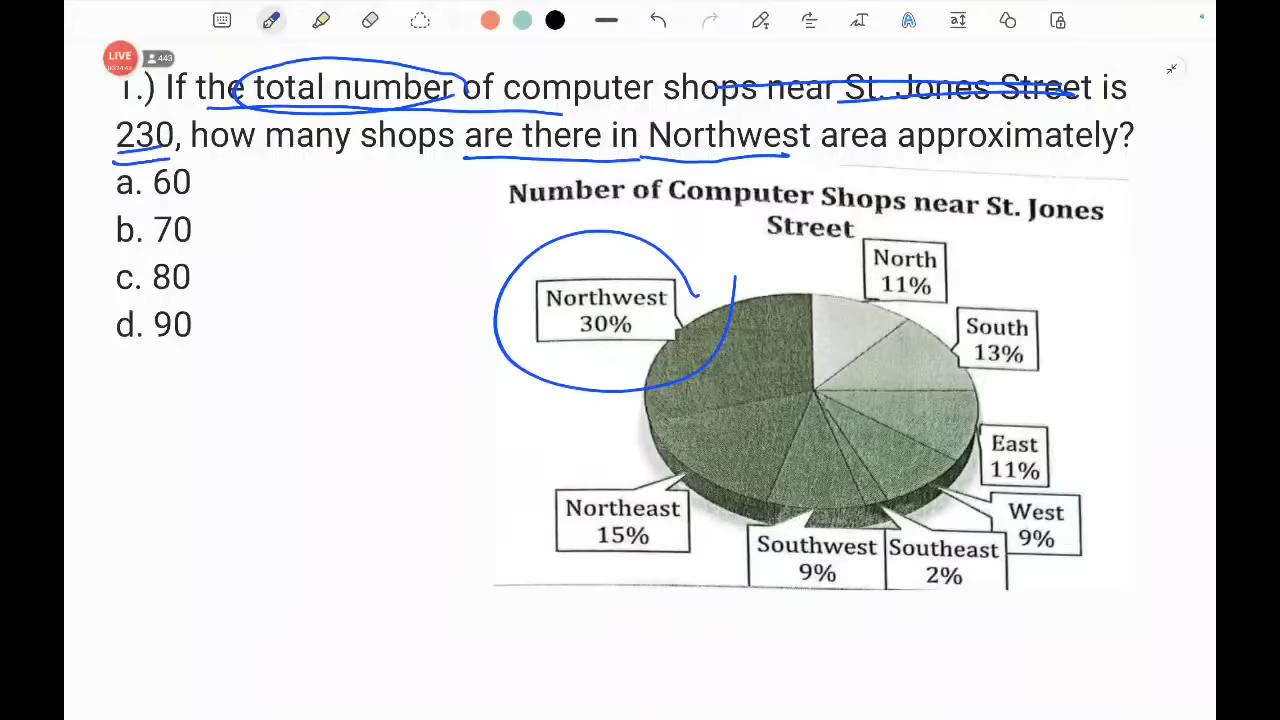 LIVE
443
1.) If the total number of computer shops near St. Jones Street is
230, how many shops are there in Northwest area approximately?
a. 60
b. 70
c. 80
d. 90
Number of Computer Shops near St. Jones
Street
North
11%
Northwest
30%
South
13%
East
11%
West
9%
Northeast
15%
Southwest
9%
Southeast
2%